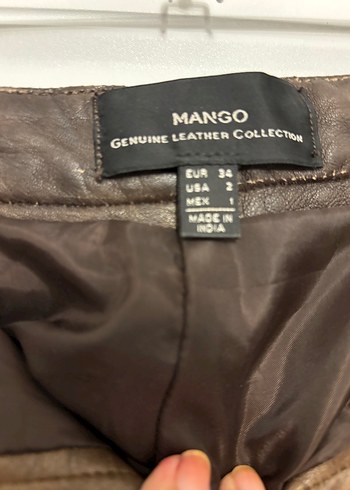 MANGO
GENUINE LEATHER COLLECTION
EUR 34
USA 2
MEX 1
MADE IN
INDIA